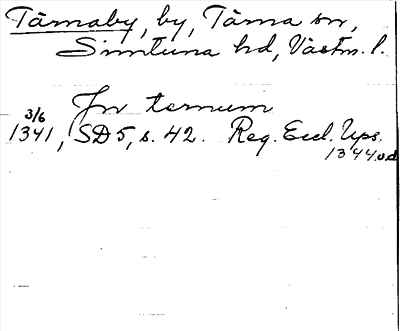 Tärnaby, by, Tärna sn,
Simtuna hd, Västm. l.
In ternum
3/6
1341, SD 5, s. 42. Reg. Eccl. Ups.
1344 vd